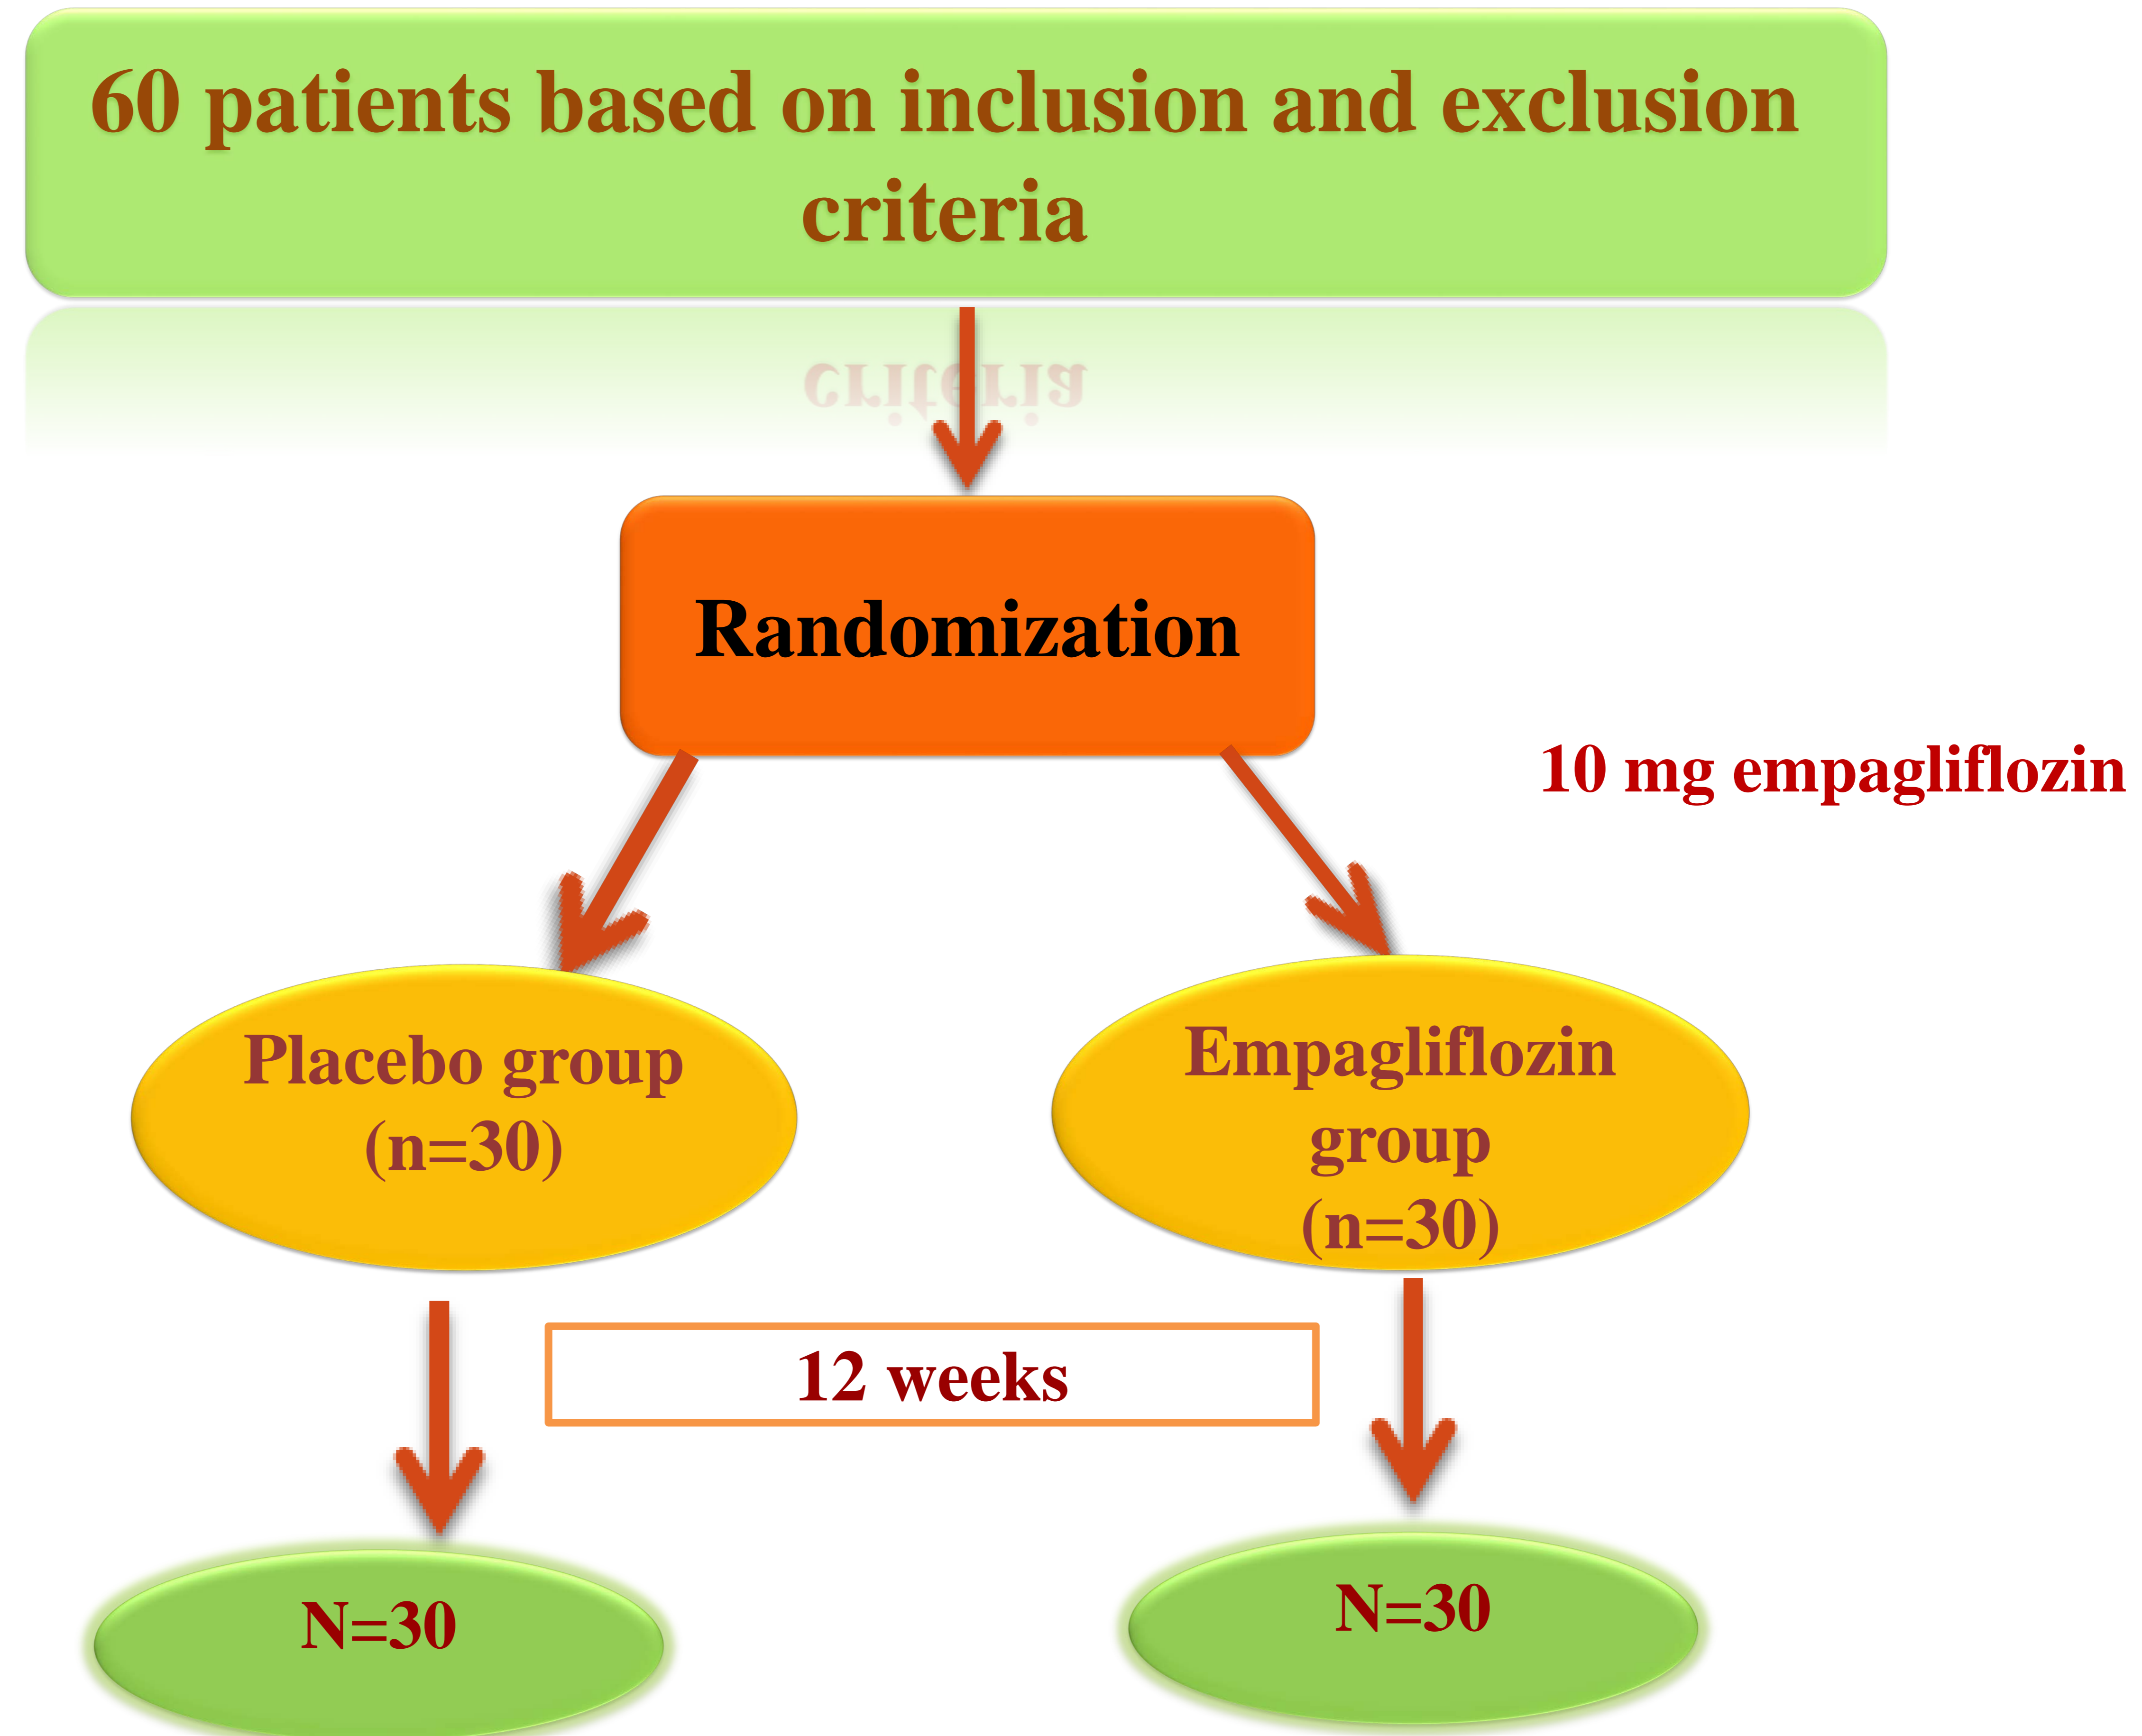 60 patients based on inclusion and exclusion
criteria
Randomization
10 mg empagliflozin
Placebo group
(n=30)
Empagliflozin
group
(n=30)
12 weeks
N=30
N=30